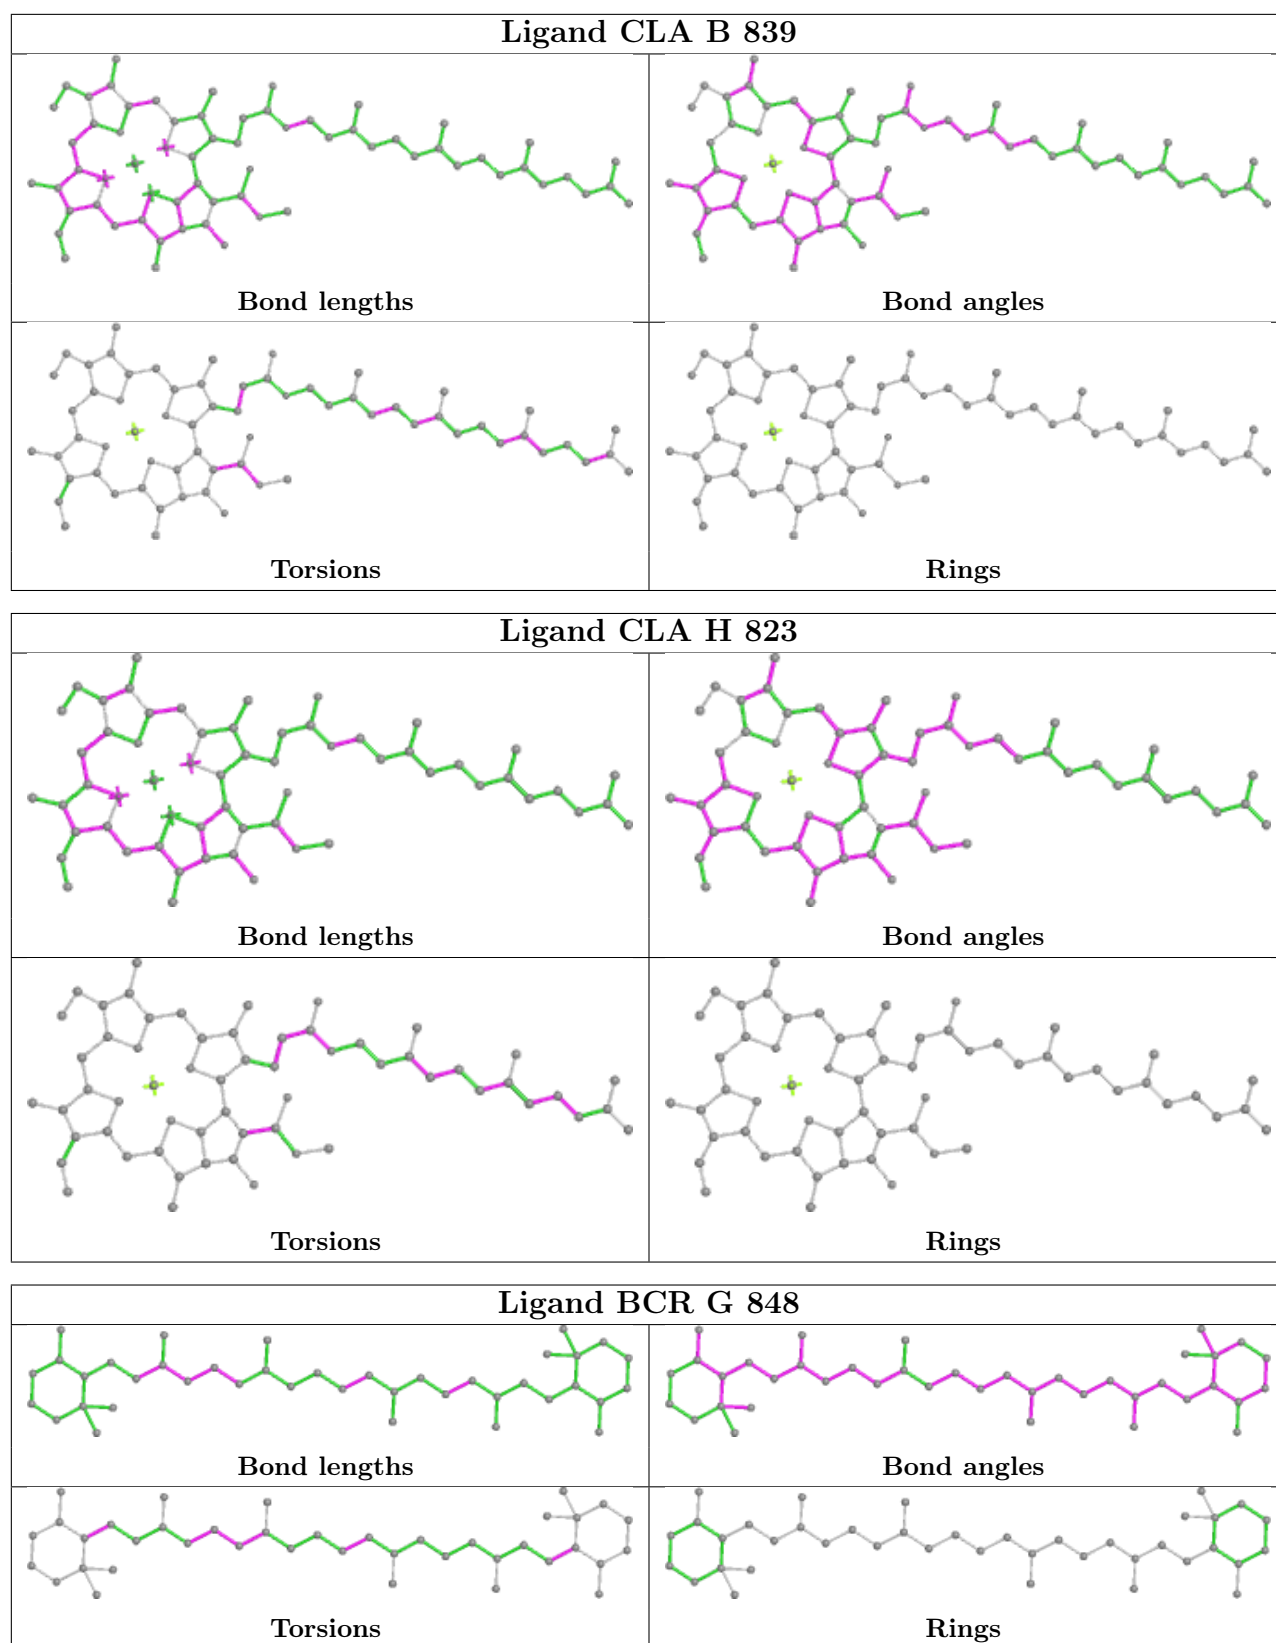 Ligand CLA B 839
Bond lengths
Bond angles
Torsions
Rings
Ligand CLA H 823
Bond lengths
Bond angles
Torsions
Rings
Ligand BCR G 848
Bond lengths
Bond angles
Torsions
Rings